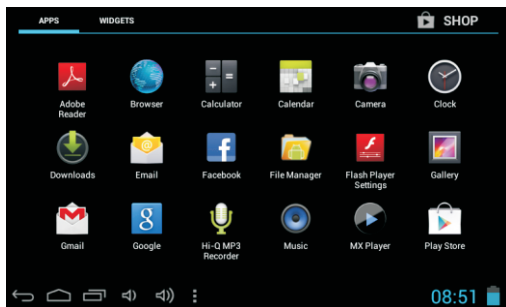 APPS WIDGETS SHOP
Adobe Reader Browser Calculator Calendar Camera Clock
Downloads Email Facebook File Manager Flash Player Settings Gallery
Gmail Google Hi-Q MP3 Recorder Music MX Player Play Store
08:51